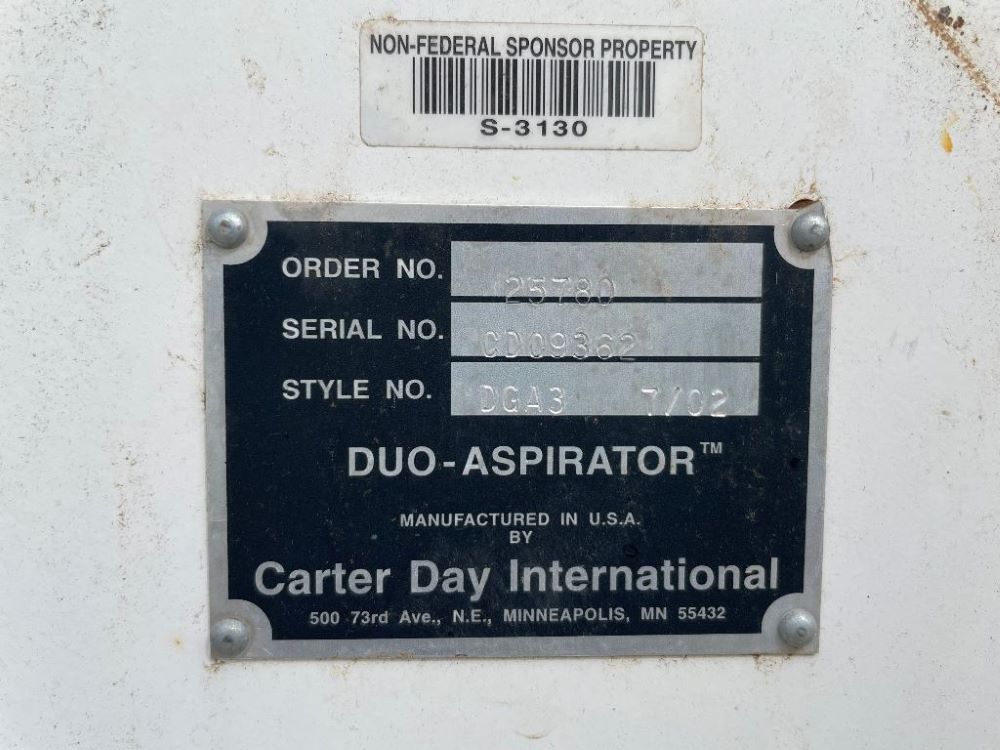 NON-FEDERAL SPONSOR PROPERTY
S-3130
ORDER NO. 25780
SERIAL NO. CD09362
STYLE NO. DGA3 7/02
DUO-ASPIRATOR™
MANUFACTURED IN U.S.A.
BY
Carter Day International
500 73rd Ave., N.E., MINNEAPOLIS, MN 55432